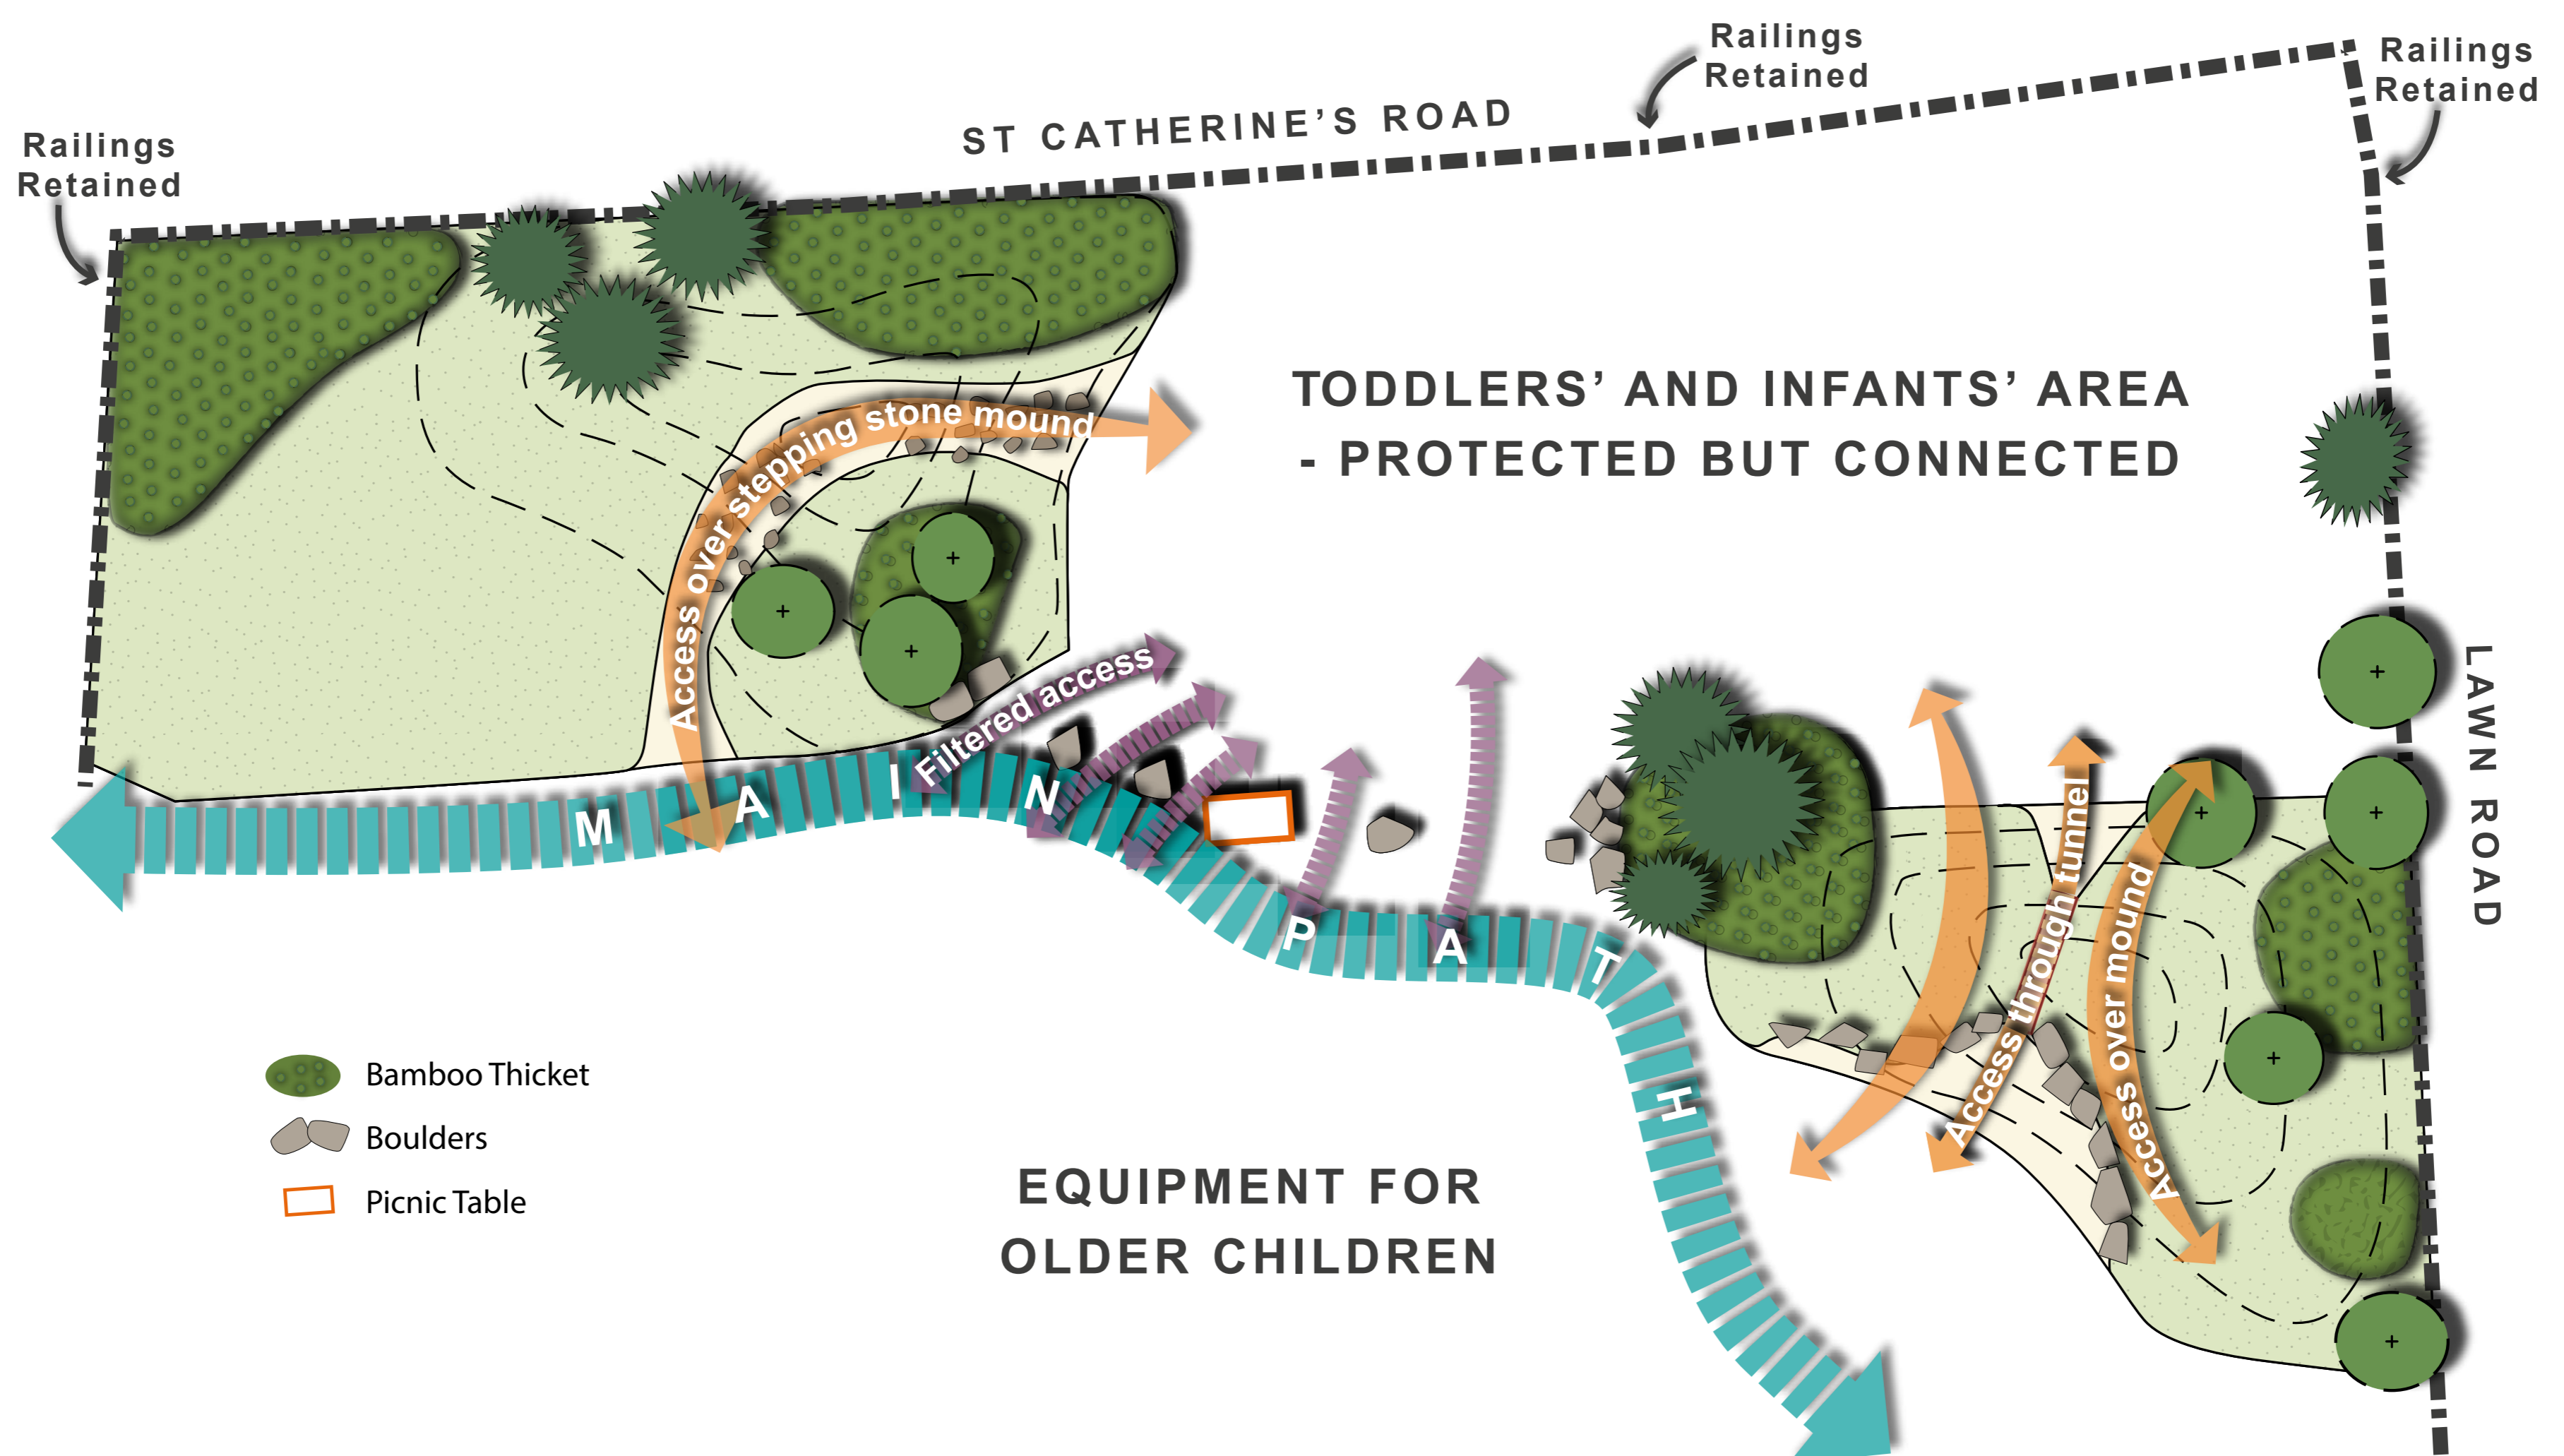 Railings
Retained
Railings
Retained
Railings
Retained
ST CATHERINE’S ROAD
TODDLERS’ AND INFANTS’ AREA
- PROTECTED BUT CONNECTED
Access over stepping stone mound
Filtered access
MAIN PATH
LAWN ROAD
Access through tunnel
Access over mound
Bamboo Thicket
Boulders
Picnic Table
EQUIPMENT FOR
OLDER CHILDREN